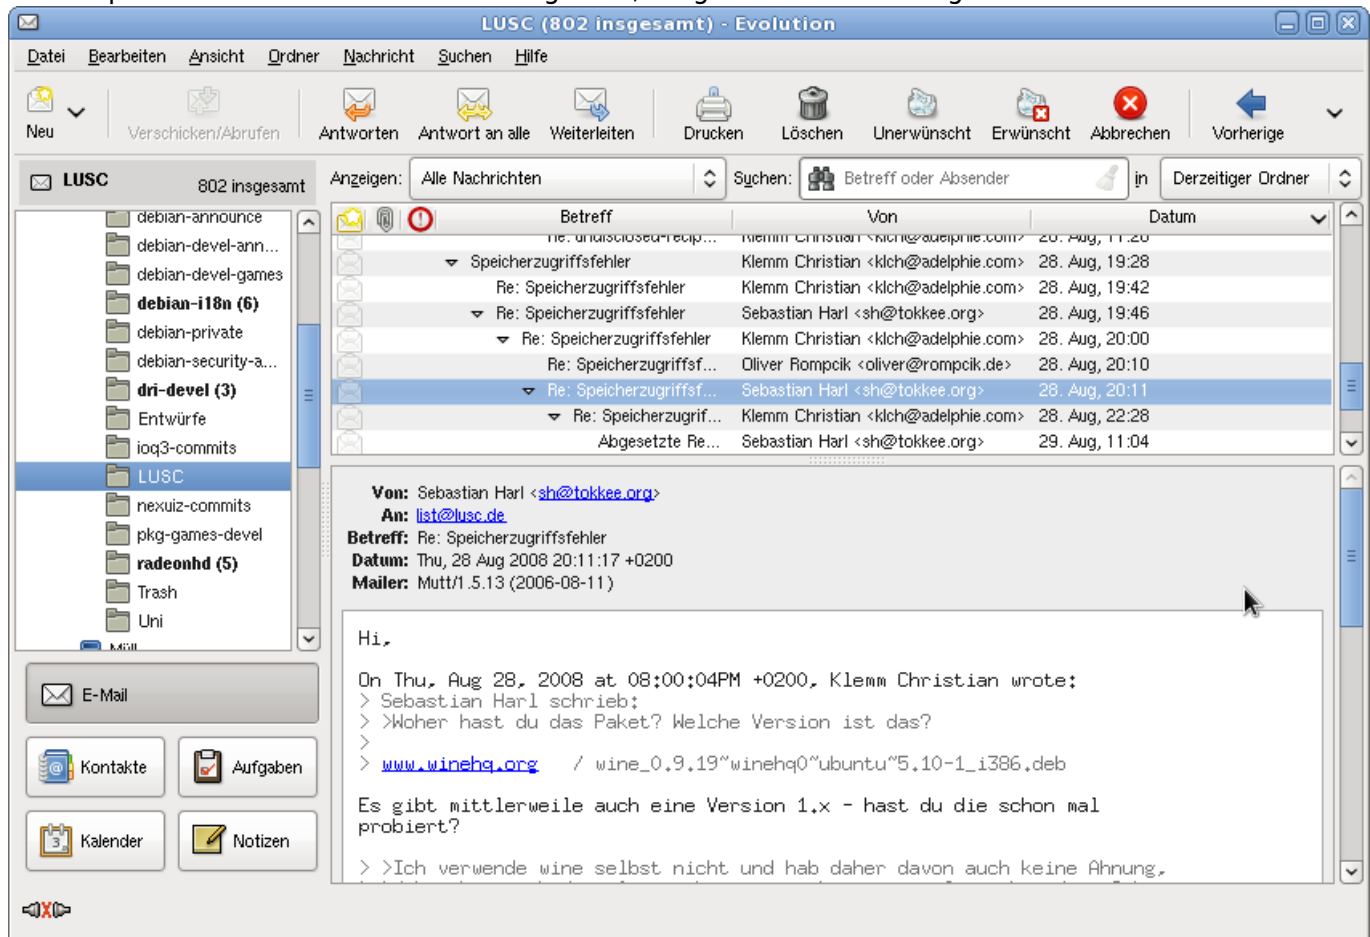 LUSC (802 insgesamt) - Evolution
Datei Bearbeiten Ansicht Ordner Nachricht Suchen Hilfe
Neu Verschicken/Abrufen Antworten Antwort an alle Weiterleiten Drucken Löschen Unerwünscht Erwünscht Abbrechen Vorherige
LUSC 802 insgesamt
Anzeigen: Alle Nachrichten Suchen: Betreff oder Absender in Derzeitiger Ordner
debian-announce
debian-devel-ann...
debian-devel-games
debian-i18n (6)
debian-private
debian-security-a...
dri-devel (3)
Entwürfe
ioq3-commits
LUSC
nexuiz-commits
pkg-games-devel
radeonhd (5)
Trash
Uni
Müll
E-Mail
Kontakte Aufgaben
Kalender Notizen
Betreff Von Datum
Re: undisclosed-recip... Klemm Christian <klch@adelphie.com>
Speicherzugriffsfehler Klemm Christian <klch@adelphie.com> 28. Aug, 19:28
Re: Speicherzugriffsfehler Klemm Christian <klch@adelphie.com> 28. Aug, 19:42
Re: Speicherzugriffsfehler Sebastian Harl <sh@tokkee.org> 28. Aug, 19:46
Re: Speicherzugriffsfehler Klemm Christian <klch@adelphie.com> 28. Aug, 20:00
Re: Speicherzugriffsf... Oliver Rompcik <oliver@rompcik.de> 28. Aug, 20:10
Re: Speicherzugriffsf... Sebastian Harl <sh@tokkee.org> 28. Aug, 20:11
Re: Speicherzugrif... Klemm Christian <klch@adelphie.com> 28. Aug, 22:28
Abgesetzte Re... Sebastian Harl <sh@tokkee.org> 29. Aug, 11:04
Von: Sebastian Harl <sh@tokkee.org>
An: list@lusc.de
Betreff: Re: Speicherzugriffsfehler
Datum: Thu, 28 Aug 2008 20:11:17 +0200
Mailer: Mutt/1.5.13 (2006-08-11)
Hi,
On Thu, Aug 28, 2008 at 08:00:04PM +0200, Klemm Christian wrote:
> Sebastian Harl schrieb:
> >Woher hast du das Paket? Welche Version ist das?
>
> www.winehq.org / wine_0.9.19~winehq0~ubuntu~5.10-1_i386.deb
Es gibt mittlerweile auch eine Version 1.x - hast du die schon mal
probiert?
> >Ich verwende wine selbst nicht und hab daher davon auch keine Ahnung,